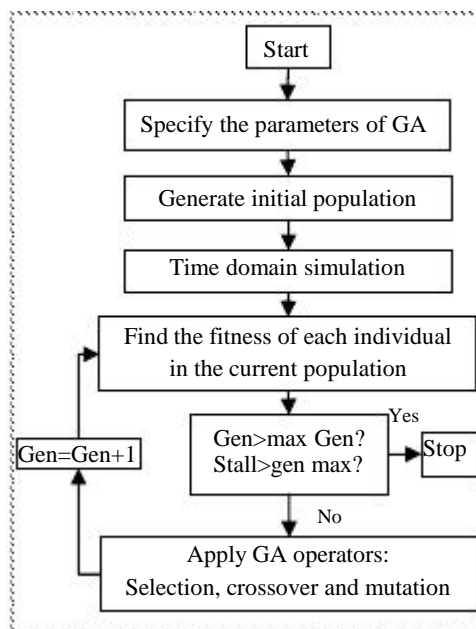 Start
Specify the parameters of GA
Generate initial population
Time domain simulation
Find the fitness of each individual
in the current population
Yes
Gen>max Gen?
Stall>gen max?
Stop
Gen=Gen+1
No
Apply GA operators:
Selection, crossover and mutation